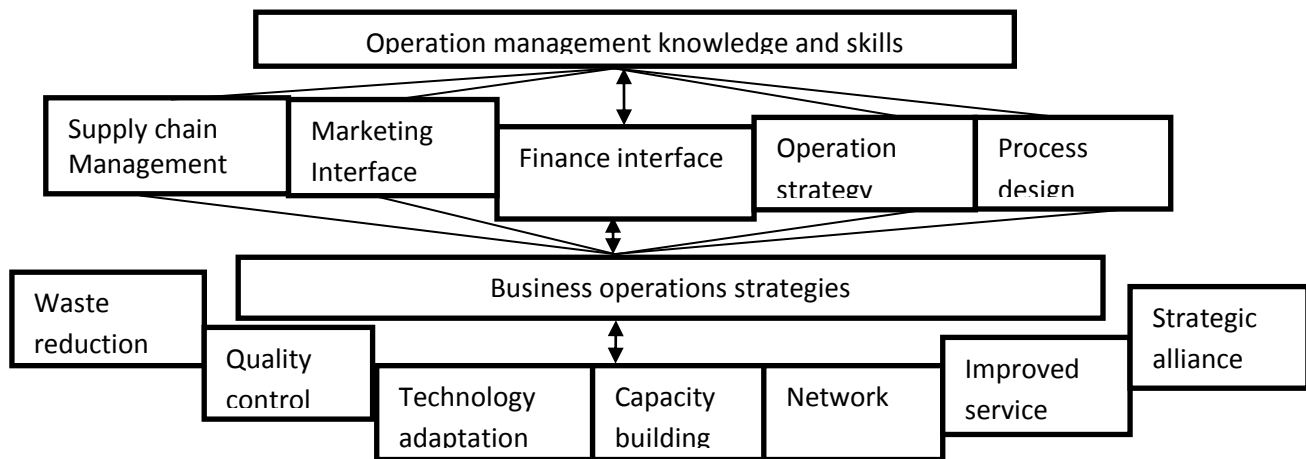 Operation management knowledge and skills
Supply chain
Management
Marketing
Interface
Finance interface
Operation
strategy
Process
design
Business operations strategies
Waste
reduction
Quality
control
Technology
adaptation
Capacity
building
Network
Improved
service
Strategic
alliance